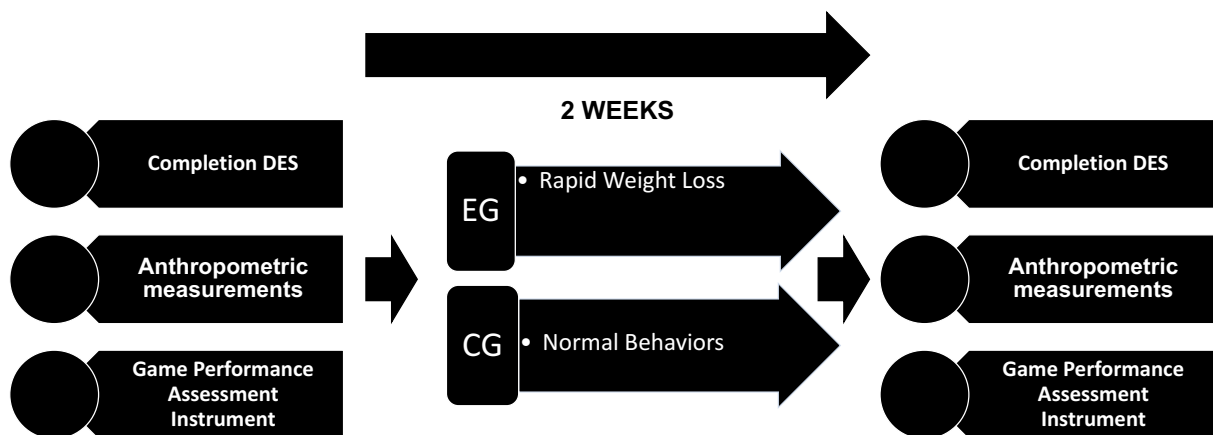 2 WEEKS
Completion DES
Anthropometric
measurements
Game Performance
Assessment
Instrument
EG
• Rapid Weight Loss
CG
• Normal Behaviors
Completion DES
Anthropometric
measurements
Game Performance
Assessment
Instrument